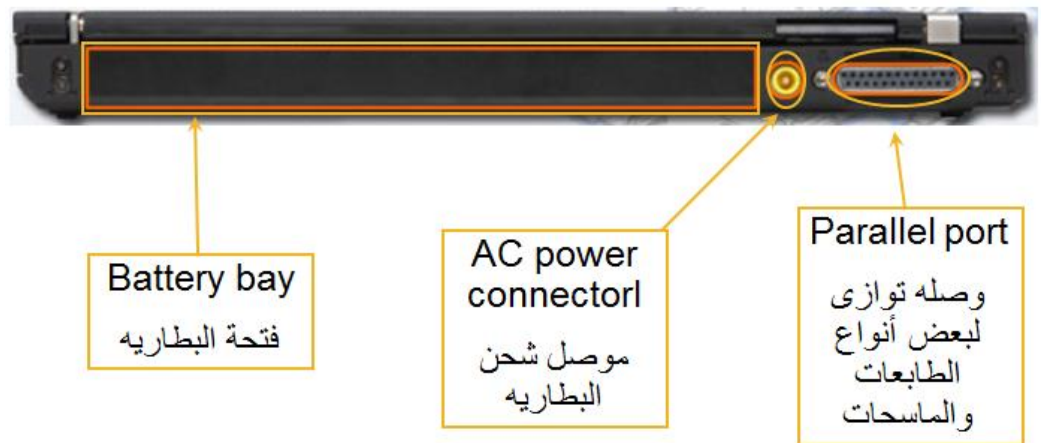 Battery bay
فتحة البطاريه
AC power
connectorl
موصل شحن
البطاريه
Parallel port
وصله توازى
لبعض أنواع
الطابعات
والماسحات